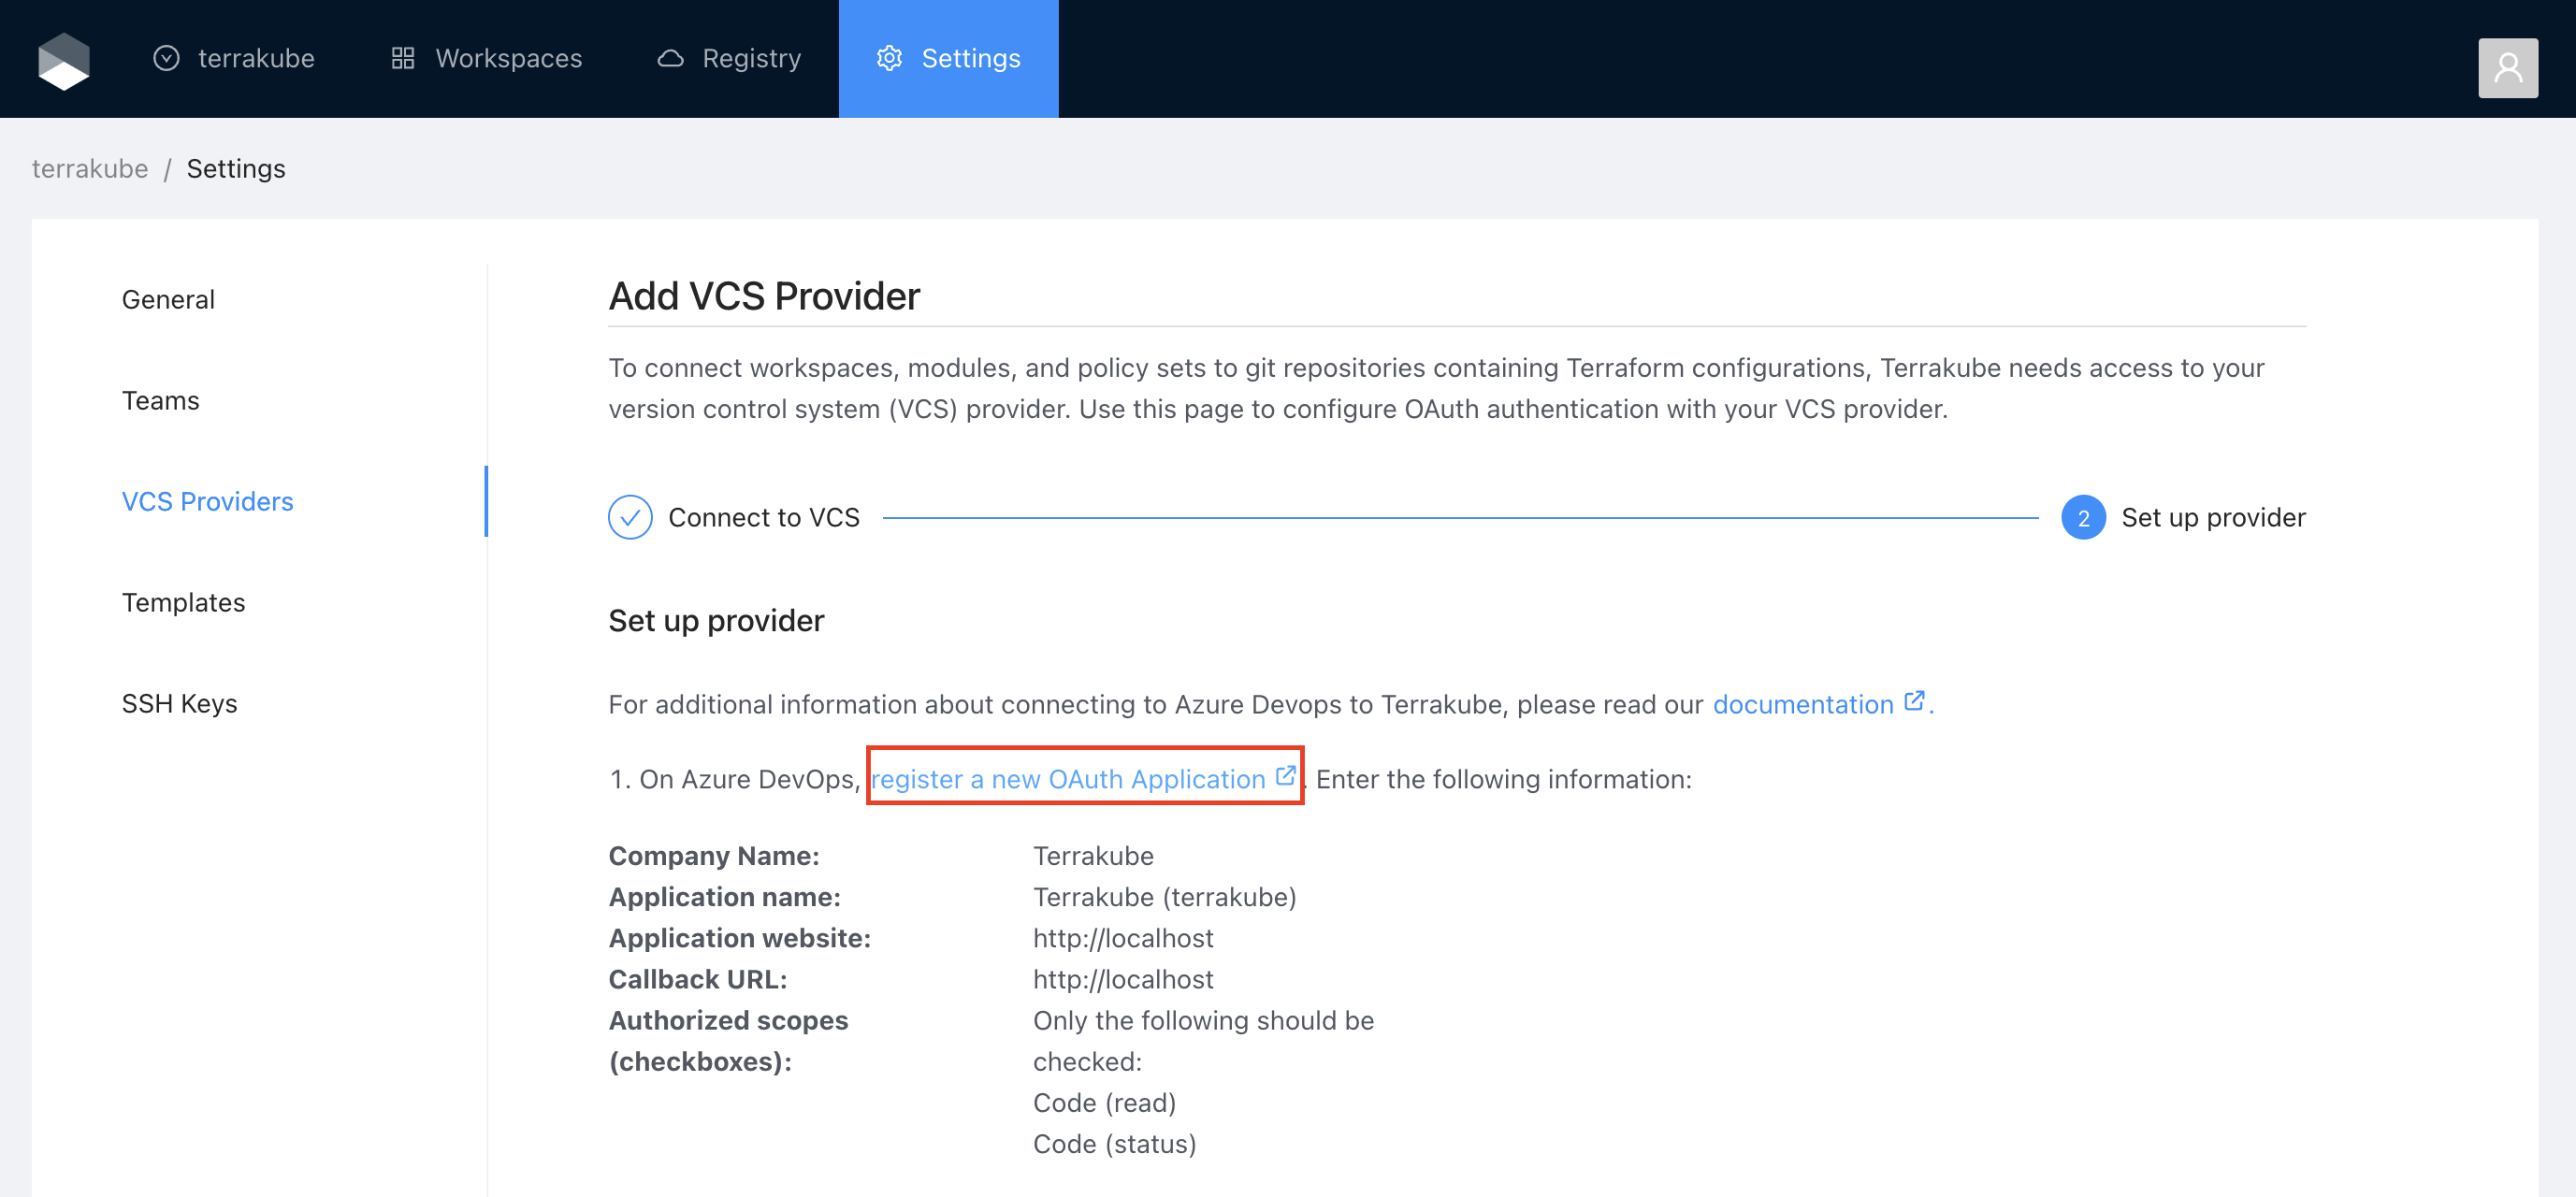 terrakube
Workspaces
Registry
Settings
terrakube / Settings
General
Teams
VCS Providers
Templates
SSH Keys
Add VCS Provider
To connect workspaces, modules, and policy sets to git repositories containing Terraform configurations, Terrakube needs access to your
version control system (VCS) provider. Use this page to configure OAuth authentication with your VCS provider.
Connect to VCS
2 Set up provider
Set up provider
For additional information about connecting to Azure Devops to Terrakube, please read our documentation .
1. On Azure DevOps, register a new OAuth Application . Enter the following information:
Company Name: Terrakube
Application name: Terrakube (terrakube)
Application website: http://localhost
Callback URL: http://localhost
Authorized scopes Only the following should be
(checkboxes): checked:
Code (read)
Code (status)